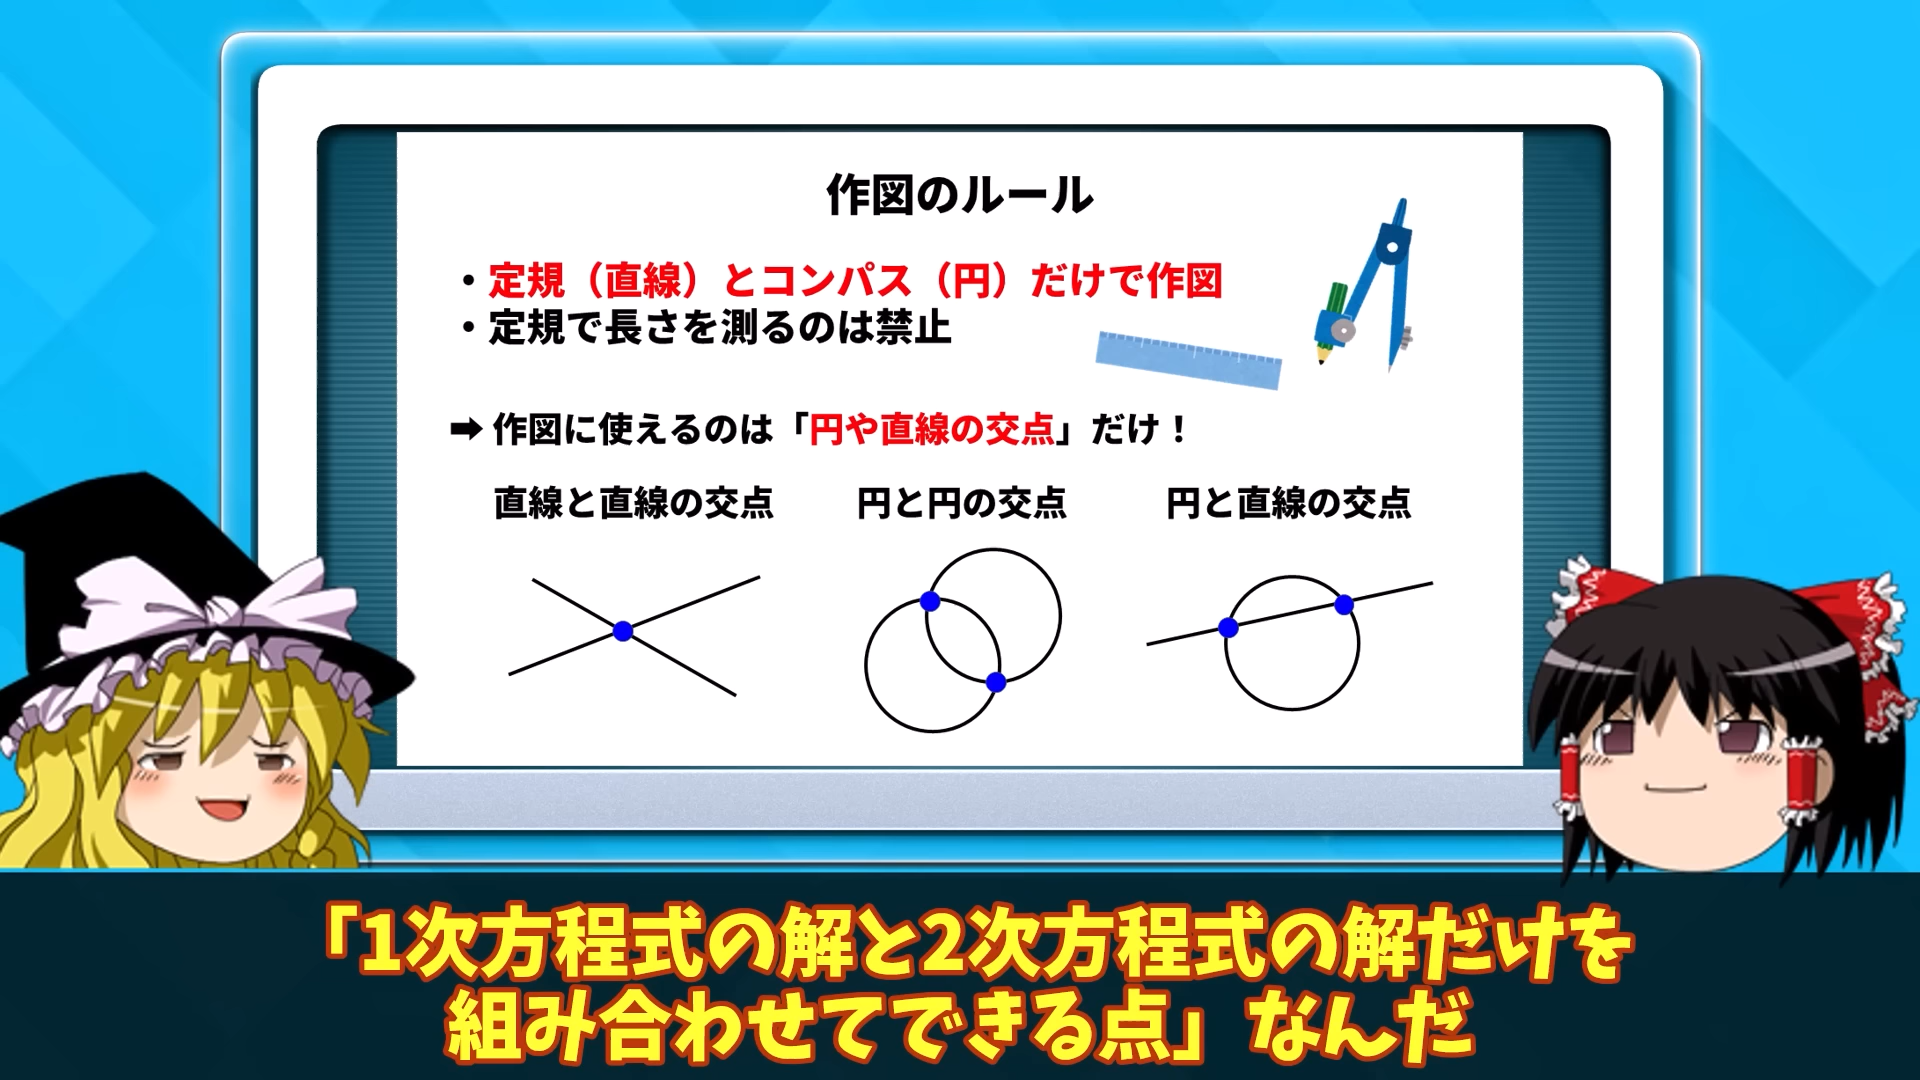 作図のルール
・定規（直線）とコンパス（円）だけで作図
・定規で長さを測るのは禁止
➡ 作図に使えるのは「円や直線の交点」だけ！
直線と直線の交点 円と円の交点 円と直線の交点
「1次方程式の解と2次方程式の解だけを
組み合わせてできる点」なんだ